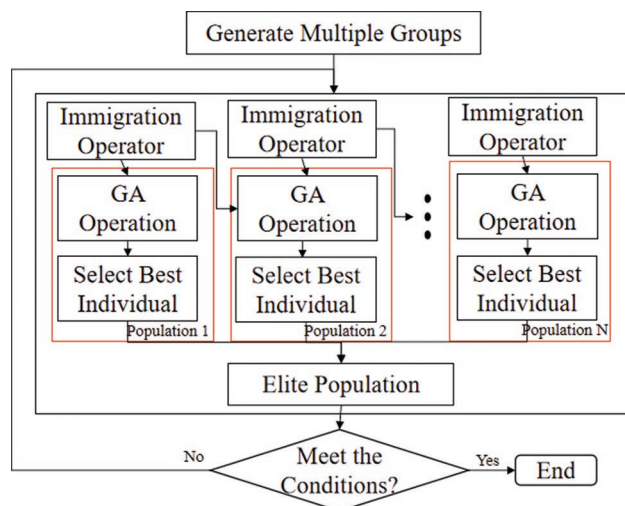 Generate Multiple Groups
Immigration
Operator
GA
Operation
Select Best
Individual
Population 1
Immigration
Operator
GA
Operation
Select Best
Individual
Population 2
Immigration
Operator
GA
Operation
Select Best
Individual
Population N
Elite Population
No
Meet the
Conditions?
Yes
End